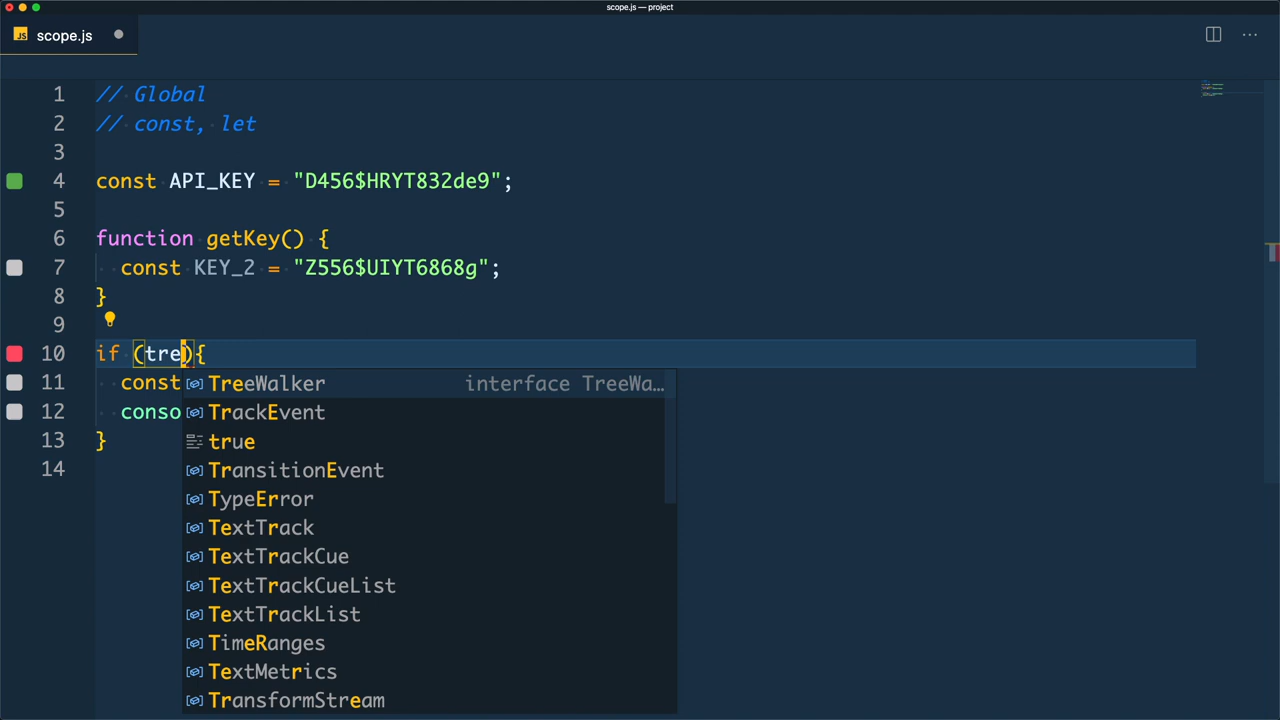 scope.js — project
JS scope.js
1 // Global
2 // const, let
3
4 const API_KEY = "D456$HRYT832de9";
5
6 function getKey() {
7 const KEY_2 = "Z556$UIYT6868g";
8 }
9
10 if (tre){
11 const
12 conso
13 }
14
TreeWalker interface TreeWa…
TrackEvent
true
TransitionEvent
TypeError
TextTrack
TextTrackCue
TextTrackCueList
TextTrackList
TimeRanges
TextMetrics
TransformStream